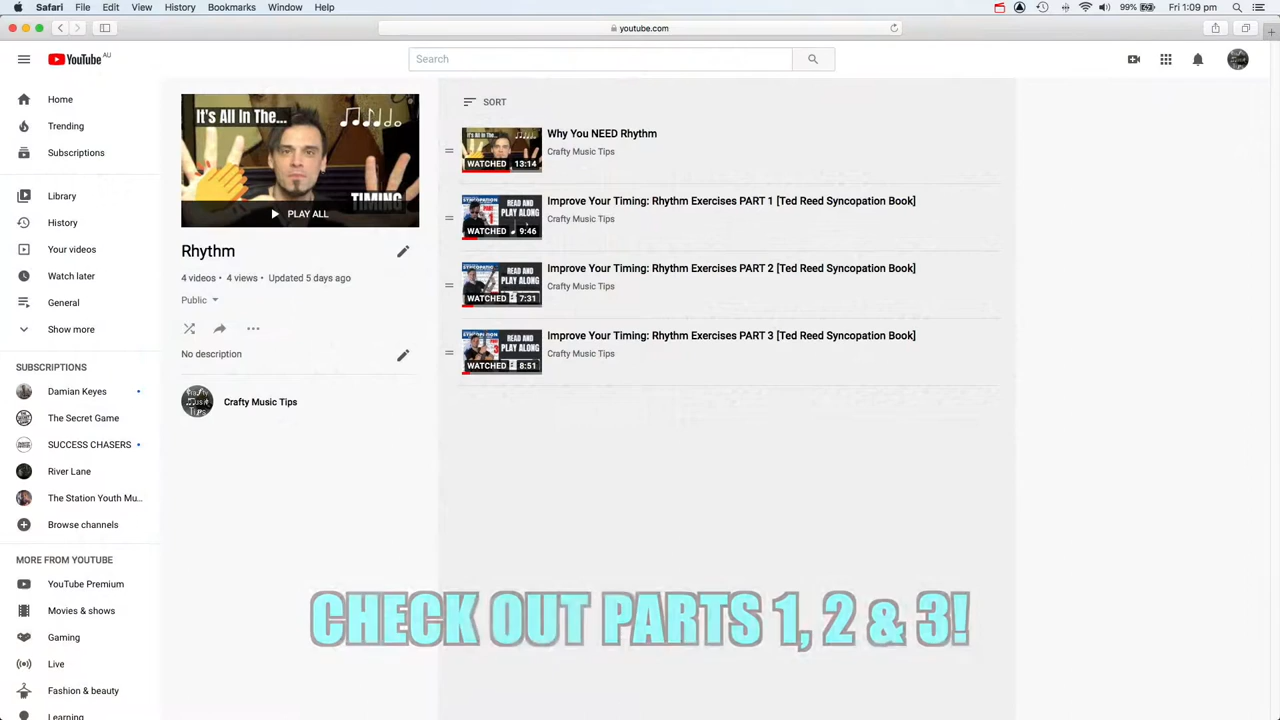 Safari File Edit View History Bookmarks Window Help 99% Fri 1:09 pm
youtube.com
YouTube AU
Search
Home
Trending
Subscriptions
Library
History
Your videos
Watch later
General
Show more
SUBSCRIPTIONS
Damian Keyes
The Secret Game
SUCCESS CHASERS
River Lane
The Station Youth Mu...
Browse channels
MORE FROM YOUTUBE
YouTube Premium
Movies & shows
Gaming
Live
Fashion & beauty
Learning
It's All In The...
TIMING
PLAY ALL
Rhythm
4 videos • 4 views • Updated 5 days ago
Public
No description
Crafty Music Tips
SORT
It's All In The...
WATCHED 13:14
Why You NEED Rhythm
Crafty Music Tips
SYNCOPATION
READ AND
PLAY ALONG
WATCHED 9:46
Improve Your Timing: Rhythm Exercises PART 1 [Ted Reed Syncopation Book]
Crafty Music Tips
SYNCOPATION
READ AND
PLAY ALONG
WATCHED 7:31
Improve Your Timing: Rhythm Exercises PART 2 [Ted Reed Syncopation Book]
Crafty Music Tips
SYNCOPATION
READ AND
PLAY ALONG
WATCHED 8:51
Improve Your Timing: Rhythm Exercises PART 3 [Ted Reed Syncopation Book]
Crafty Music Tips
CHECK OUT PARTS 1, 2 & 3!